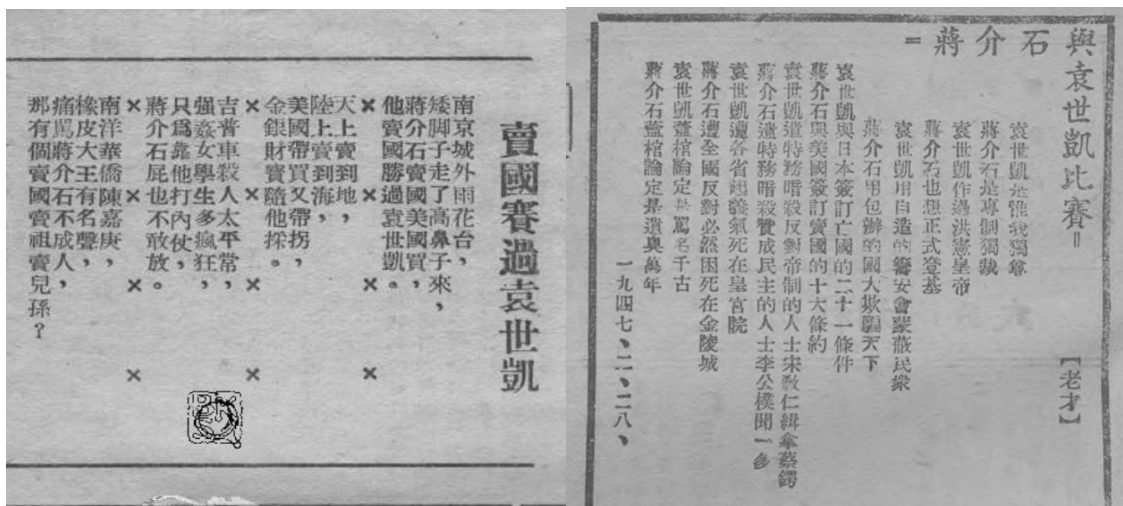 賣國賽過袁世凱
南京城外雨花台，
矮脚子走了高鼻子來，
蔣介石賣國美國買，
他賣國勝過袁世凱。
× × ×
天上賣到地，
陸上賣到海，
美國帶買又帶拐，
金銀財寶隨他採。
× × ×
吉普車殺人太平常，
强姦女學生多瘋狂，
只爲靠他打內仗，
蔣介石屁也不敢放。
× × ×
南洋華僑陳嘉庚，
橡皮大王有名聲，
痛罵蔣介石不成人，
那有個賣國賣祖賣兒孫？
=蔣介石與袁世凱比賽=
【老才】
袁世凱是惟我獨尊
蔣介石是專制獨裁
袁世凱作過洪憲皇帝
蔣介石也想正式登基
袁世凱用自造的籌安會蒙蔽民衆
蔣介石用包辦的國大欺騙天下
袁世凱與日本簽訂亡國的二十一條件
蔣介石與美國簽訂賣國的十大條約
袁世凱遣特務暗殺反對帝制的人士宋敎仁緝拿蔡鍔
蔣介石遣特務暗殺贊成民主的人士李公樸聞一多
袁世凱遭各省起義氣死在皇宮院
蔣介石遭全國反對必然困死在金陵城
袁世凱蓋棺論定是罵名千古
蔣介石蓋棺論定是遺臭萬年
一九四七、二、二八、